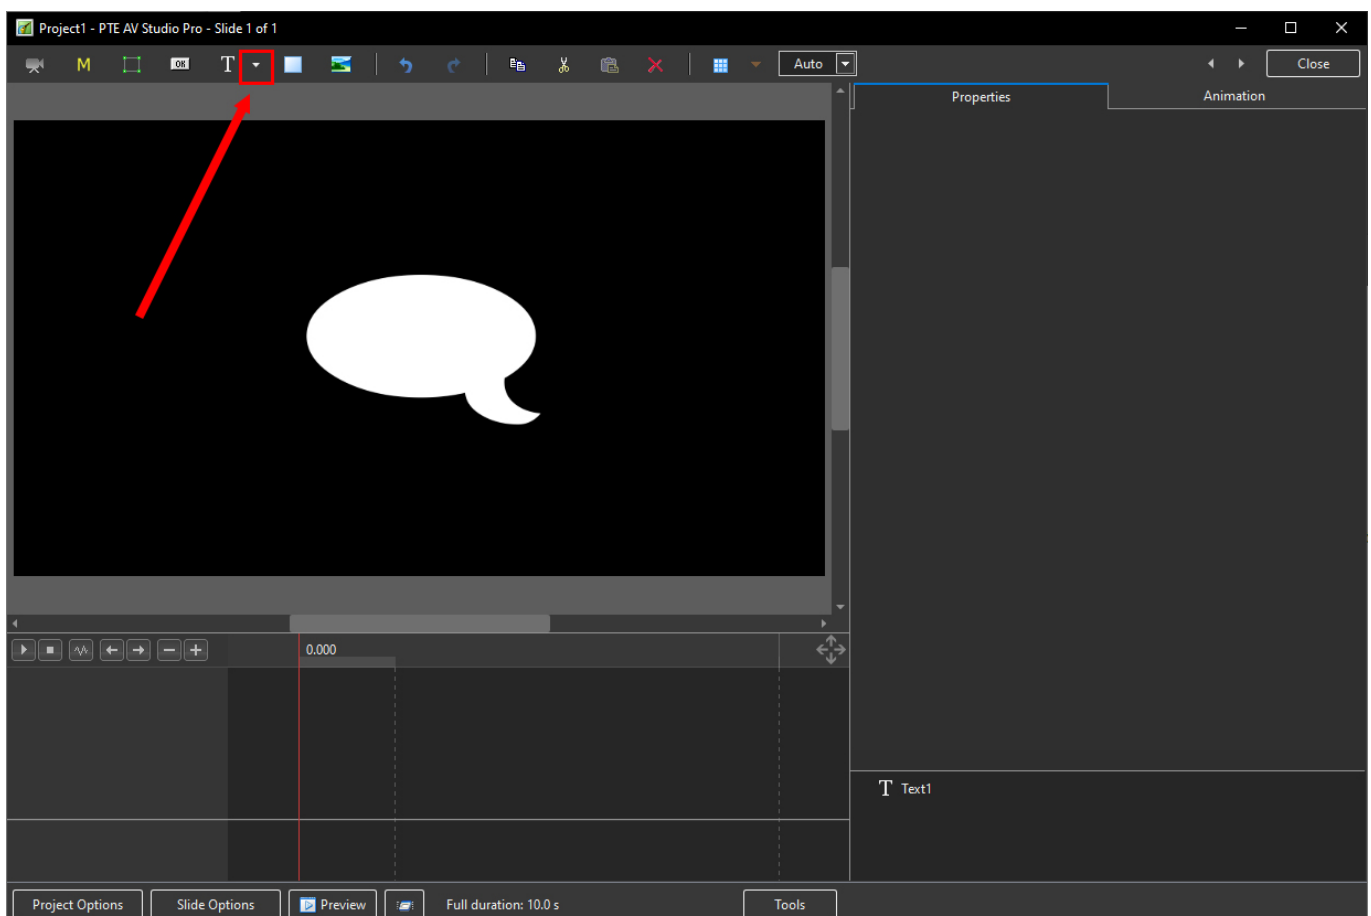 Project1 - PTE AV Studio Pro - Slide 1 of 1
M OK T Auto Close
Properties Animation
0.000
T Text1
Project Options Slide Options Preview Full duration: 10.0 s Tools